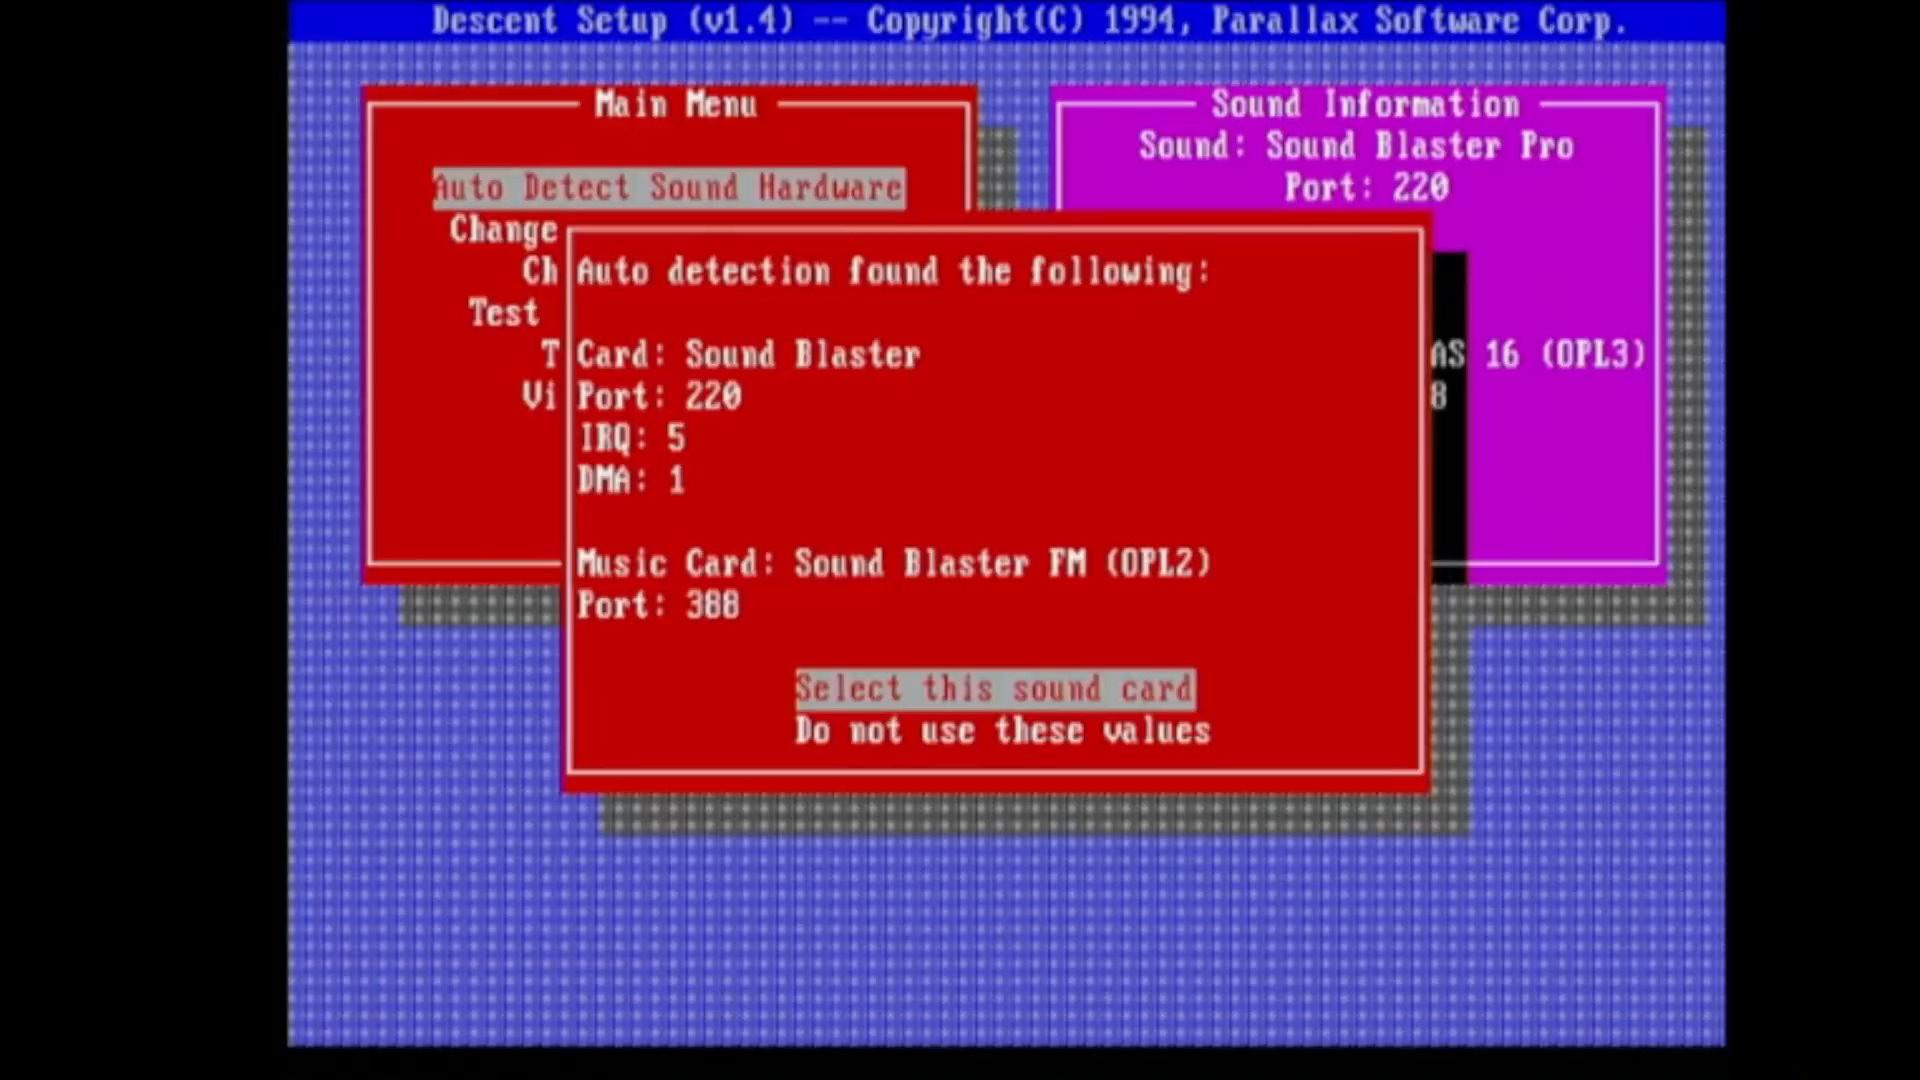 Descent Setup (v1.4) -- Copyright(C) 1994, Parallax Software Corp.
Main Menu
Auto Detect Sound Hardware
Change
Ch
Test
T
Vi
Sound Information
Sound: Sound Blaster Pro
Port: 220
AS 16 (OPL3)
8
Auto detection found the following:
Card: Sound Blaster
Port: 220
IRQ: 5
DMA: 1
Music Card: Sound Blaster FM (OPL2)
Port: 388
Select this sound card
Do not use these values